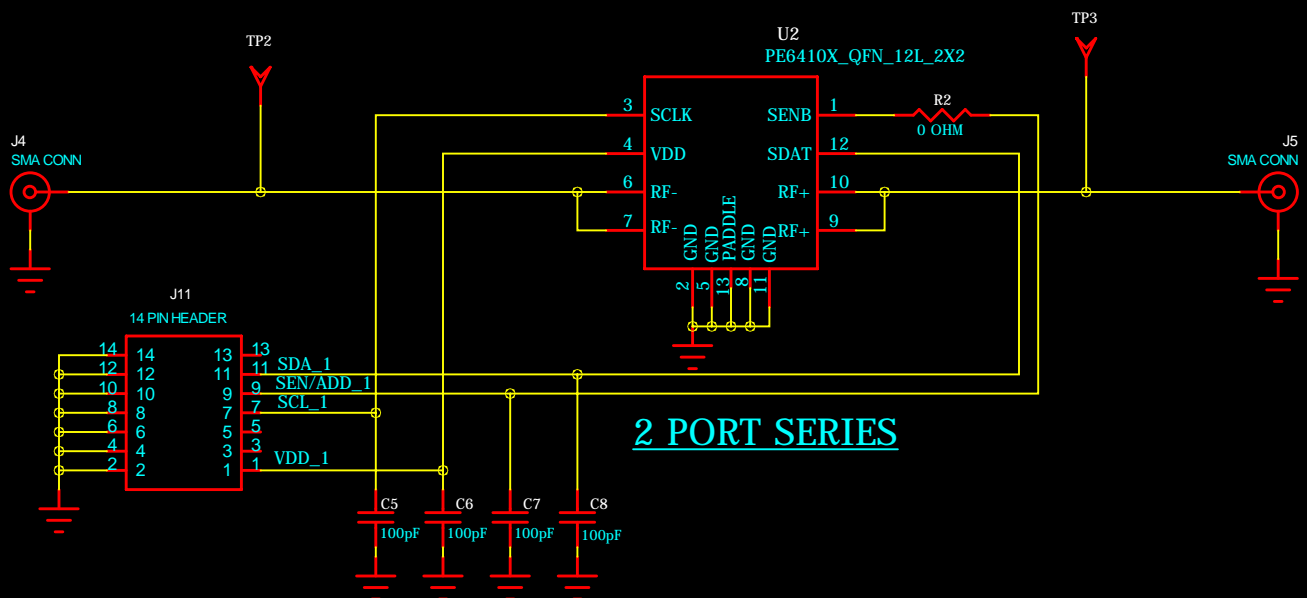 TP2
TP3
U2
PE6410X_QFN_12L_2X2
J4
SMA CONN
J5
SMA CONN
R2
0 OHM
3 SCLK SENB 1
4 VDD SDAT 12
6 RF- RF+ 10
7 RF- RF+ 9
GND GND PADDLE GND GND
2 5 13 8 11
J11
14 PIN HEADER
14 14 13 13
12 12 11 11 SDA_1
10 10 9 9 SEN/ADD_1
8 8 7 7 SCL_1
6 6 5 5
4 4 3 3
2 2 1 1 VDD_1
2 PORT SERIES
C5 C6 C7 C8
100pF 100pF 100pF 100pF